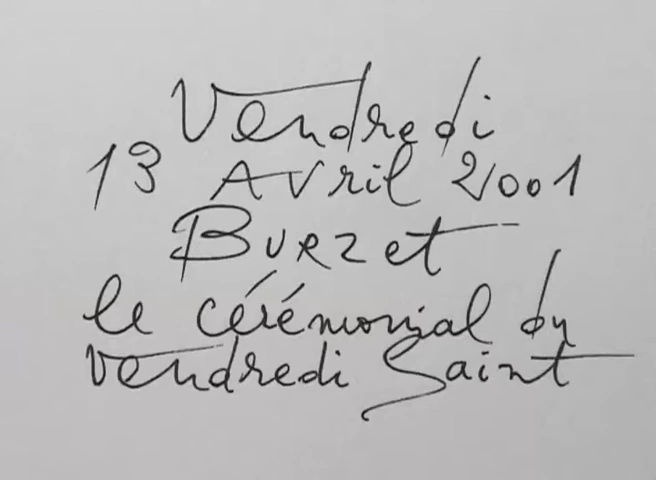 Vendredi
13 Avril 2001
Burzet
le cérémonial du
vendredi Saint